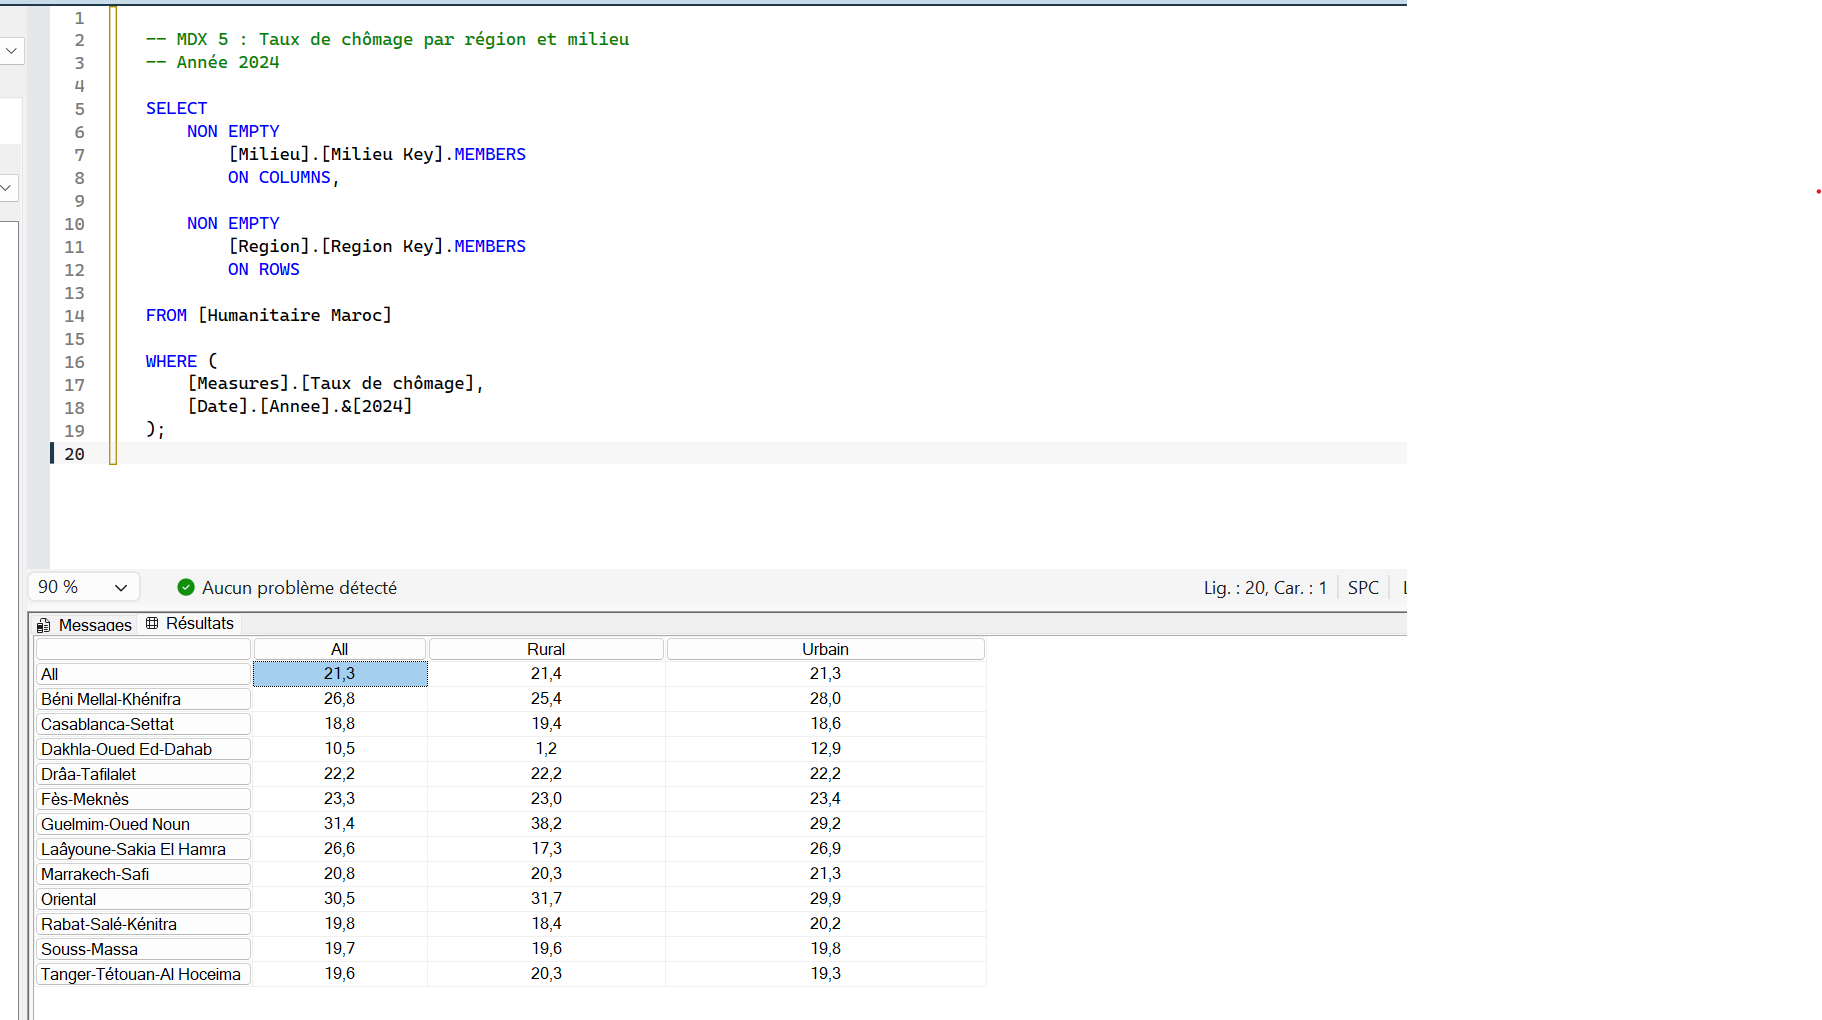 1
2 -- MDX 5 : Taux de chômage par région et milieu
3 -- Année 2024
4
5 SELECT
6 NON EMPTY
7 [Milieu].[Milieu Key].MEMBERS
8 ON COLUMNS,
9
10 NON EMPTY
11 [Region].[Region Key].MEMBERS
12 ON ROWS
13
14 FROM [Humanitaire Maroc]
15
16 WHERE (
17 [Measures].[Taux de chômage],
18 [Date].[Annee].&[2024]
19 );
20
90 % Aucun problème détecté Lig. : 20, Car. : 1 SPC
Messages Résultats
All Rural Urbain
All 21,3 21,4 21,3
Béni Mellal-Khénifra 26,8 25,4 28,0
Casablanca-Settat 18,8 19,4 18,6
Dakhla-Oued Ed-Dahab 10,5 1,2 12,9
Drâa-Tafilalet 22,2 22,2 22,2
Fès-Meknès 23,3 23,0 23,4
Guelmim-Oued Noun 31,4 38,2 29,2
Laâyoune-Sakia El Hamra 26,6 17,3 26,9
Marrakech-Safi 20,8 20,3 21,3
Oriental 30,5 31,7 29,9
Rabat-Salé-Kénitra 19,8 18,4 20,2
Souss-Massa 19,7 19,6 19,8
Tanger-Tétouan-Al Hoceima 19,6 20,3 19,3